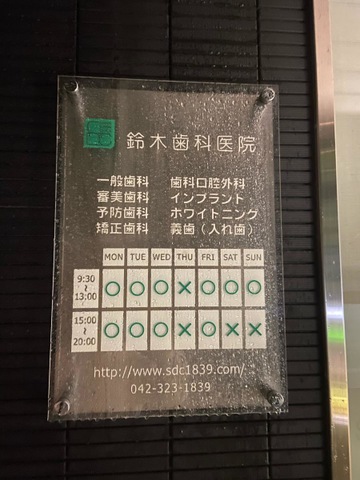 鈴木歯科医院
一般歯科 歯科口腔外科
審美歯科 インプラント
予防歯科 ホワイトニング
矯正歯科 義歯（入れ歯）
MON TUE WED THU FRI SAT SUN
9:30～13:00 ○ ○ ○ × ○ ○ ○
15:00～20:00 ○ ○ ○ × ○ × ×
http://www.sdc1839.com/
042-323-1839